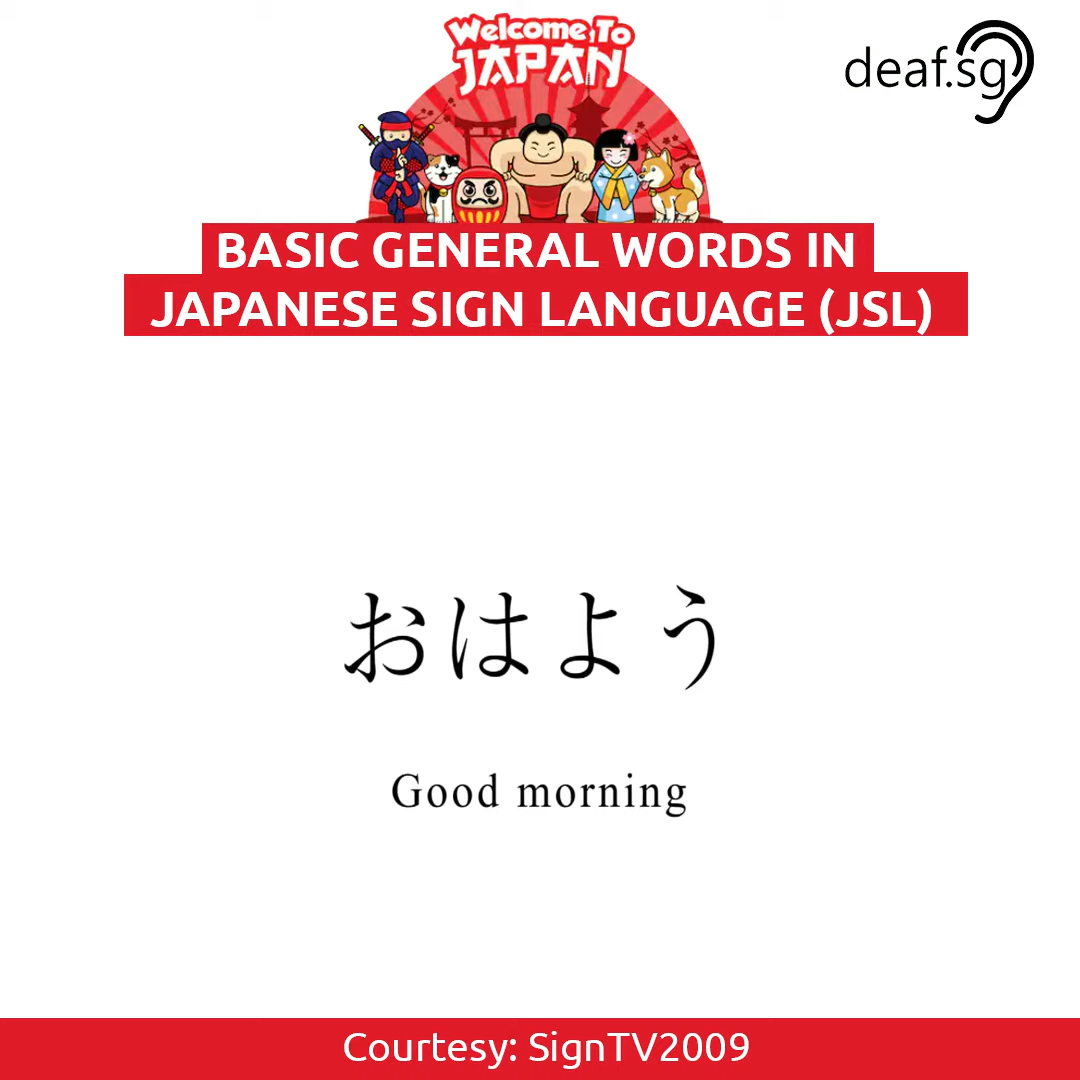 Welcome To
JAPAN
deaf.sg
BASIC GENERAL WORDS IN
JAPANESE SIGN LANGUAGE (JSL)
おはよう
Good morning
Courtesy: SignTV2009